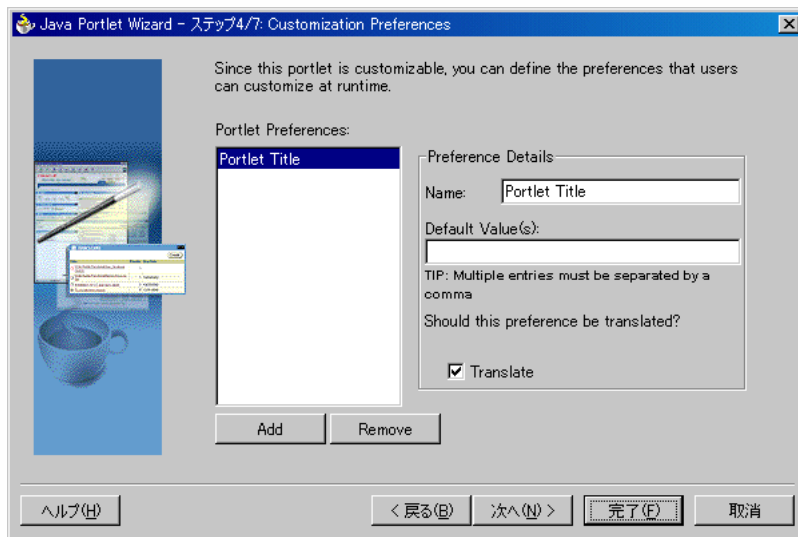 Java Portlet Wizard - ステップ4/7: Customization Preferences
Since this portlet is customizable, you can define the preferences that users
can customize at runtime.
Portlet Preferences:
Portlet Title
Preference Details
Name: Portlet Title
Default Value(s):
TIP: Multiple entries must be separated by a
comma
Should this preference be translated?
Translate
Add Remove
ヘルプ(H) < 戻る(B) 次へ(N) > 完了(F) 取消